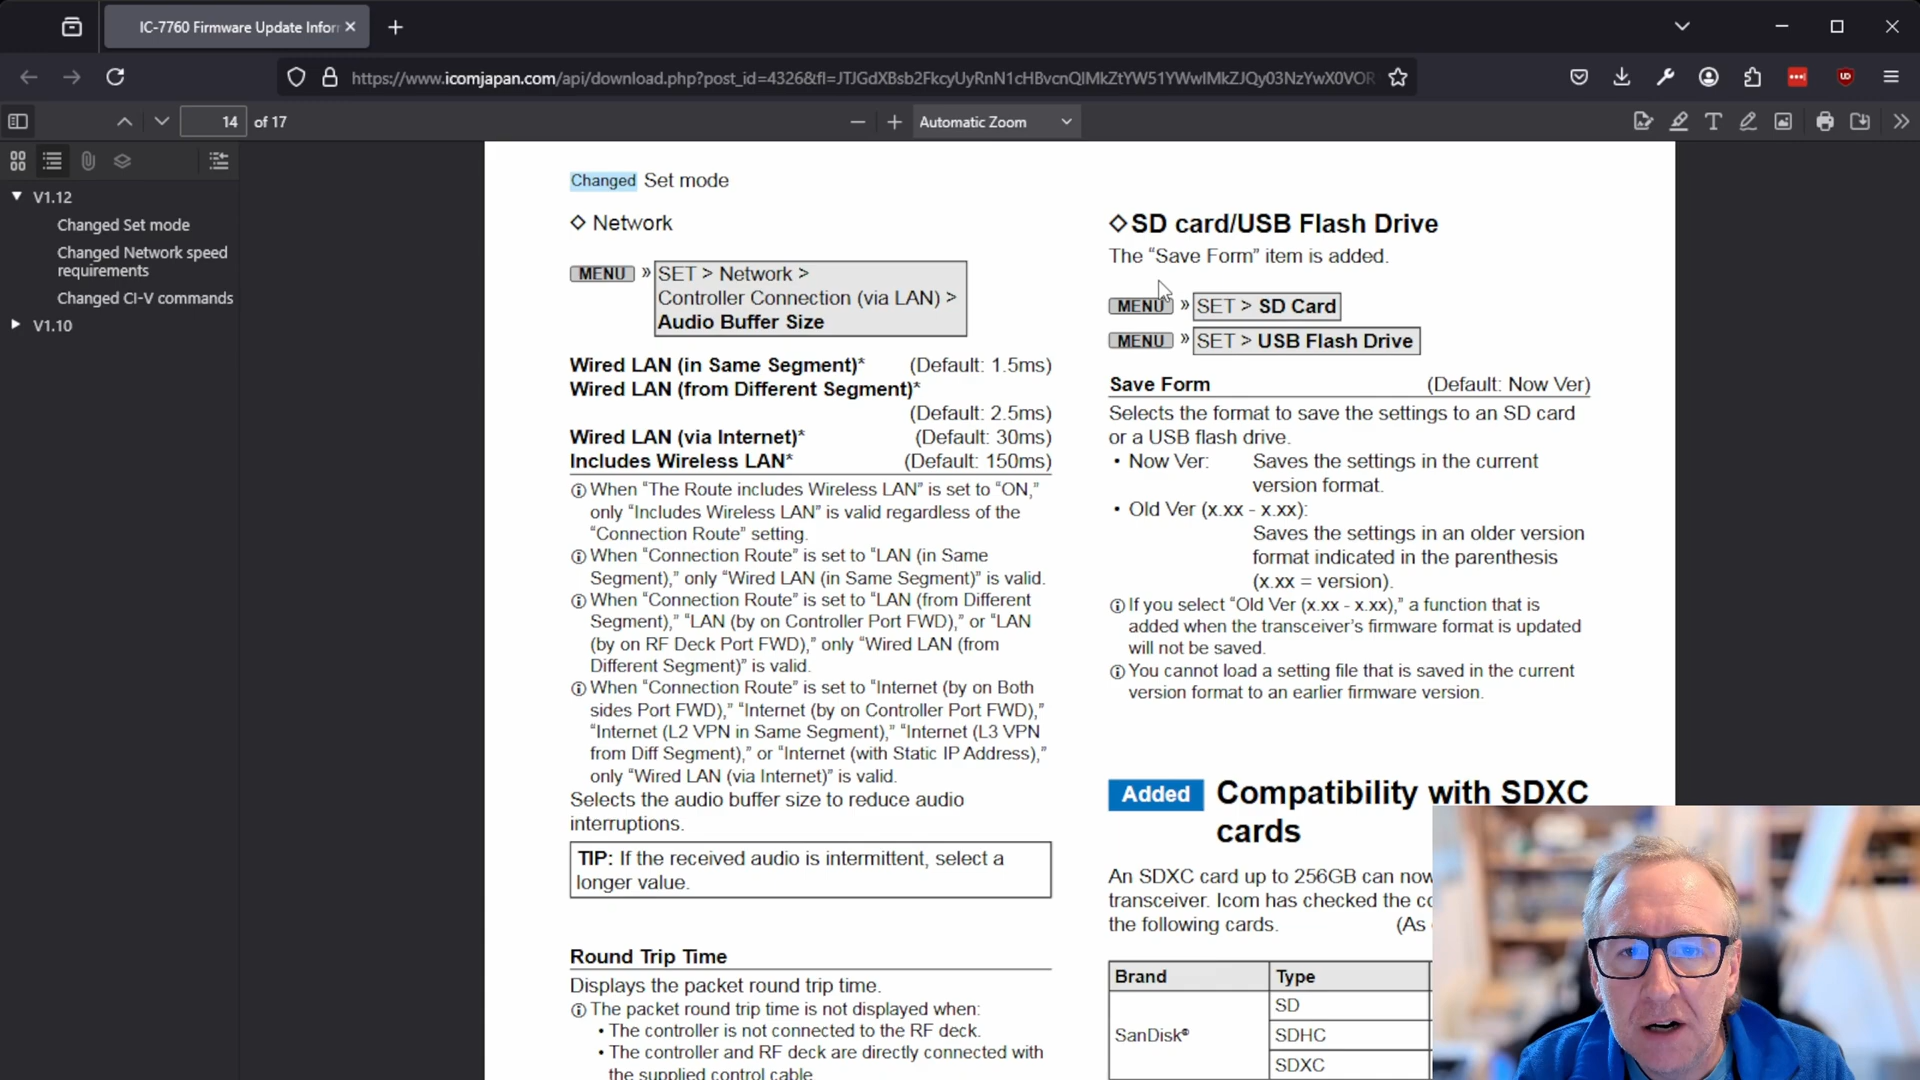 IC-7760 Firmware Update Infor
https://www.icomjapan.com/api/download.php?post_id=4326&fl=
14 of 17
Automatic Zoom
V1.12
Changed Set mode
Changed Network speed
requirements
Changed CI-V commands
V1.10
Changed Set mode
◇ Network
MENU » SET > Network >
Controller Connection (via LAN) >
Audio Buffer Size
Wired LAN (in Same Segment)* (Default: 1.5ms)
Wired LAN (from Different Segment)*
(Default: 2.5ms)
Wired LAN (via Internet)* (Default: 30ms)
Includes Wireless LAN* (Default: 150ms)
ⓘ When “The Route includes Wireless LAN” is set to “ON,”
only “Includes Wireless LAN” is valid regardless of the
“Connection Route” setting.
ⓘ When “Connection Route” is set to “LAN (in Same
Segment),” only “Wired LAN (in Same Segment)” is valid.
ⓘ When “Connection Route” is set to “LAN (from Different
Segment),” “LAN (by on Controller Port FWD),” or “LAN
(by on RF Deck Port FWD),” only “Wired LAN (from
Different Segment)” is valid.
ⓘ When “Connection Route” is set to “Internet (by on Both
sides Port FWD),” “Internet (by on Controller Port FWD),”
“Internet (L2 VPN in Same Segment),” “Internet (L3 VPN
from Diff Segment),” or “Internet (with Static IP Address),”
only “Wired LAN (via Internet)” is valid.
Selects the audio buffer size to reduce audio
interruptions.
TIP: If the received audio is intermittent, select a
longer value.
Round Trip Time
Displays the packet round trip time.
ⓘ The packet round trip time is not displayed when:
• The controller is not connected to the RF deck.
• The controller and RF deck are directly connected with
the supplied control cable
◇ SD card/USB Flash Drive
The “Save Form” item is added.
MENU » SET > SD Card
MENU » SET > USB Flash Drive
Save Form (Default: Now Ver)
Selects the format to save the settings to an SD card
or a USB flash drive.
• Now Ver: Saves the settings in the current
version format.
• Old Ver (x.xx - x.xx):
Saves the settings in an older version
format indicated in the parenthesis
(x.xx = version).
ⓘ If you select “Old Ver (x.xx - x.xx),” a function that is
added when the transceiver’s firmware format is updated
will not be saved.
ⓘ You cannot load a setting file that is saved in the current
version format to an earlier firmware version.
Added Compatibility with SDXC
cards
An SDXC card up to 256GB can now
transceiver. Icom has checked the co
the following cards. (As
Brand Type
SD
SanDisk® SDHC
SDXC